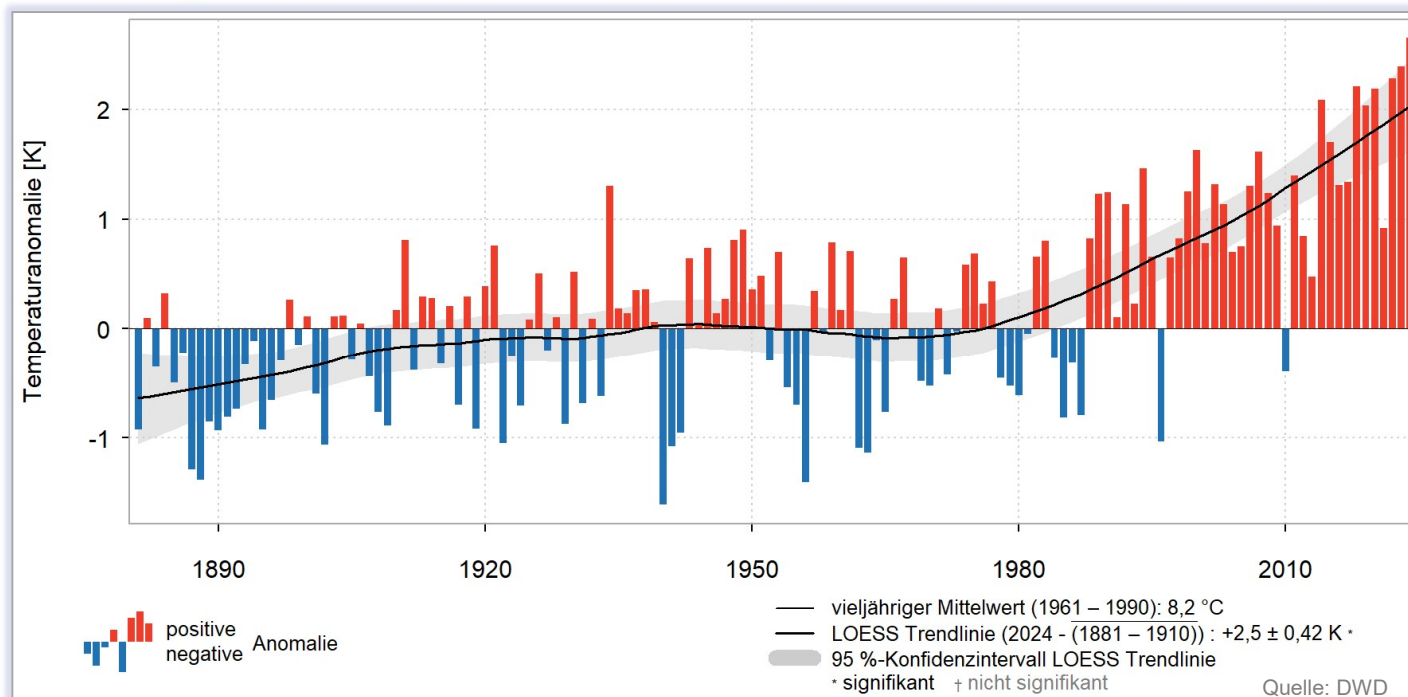 Temperaturanomalie [K]
2
1
0
-1
1890 1920 1950 1980 2010
positive
negative
Anomalie
vieljähriger Mittelwert (1961 – 1990): 8,2 °C
LOESS Trendlinie (2024 - (1881 – 1910)) : +2,5 ± 0,42 K *
95 %-Konfidenzintervall LOESS Trendlinie
* signifikant † nicht signifikant
Quelle: DWD